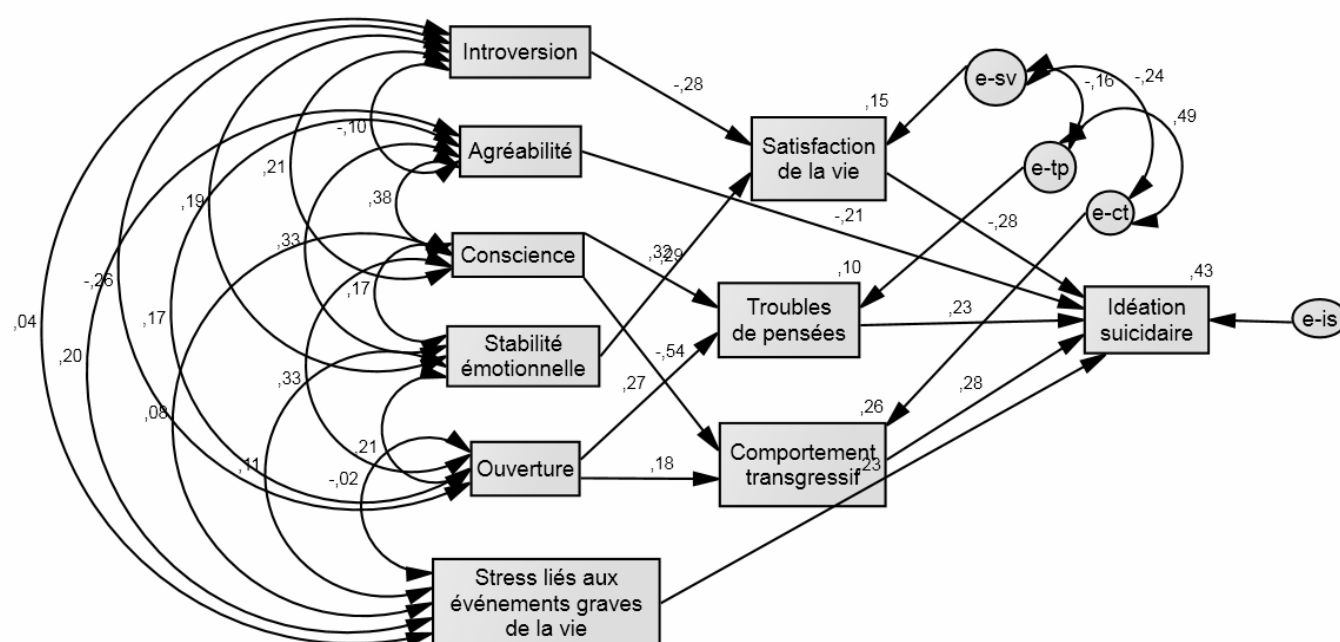 Introversion
-,28
e-sv
-,16
-,24
,15
,49
-,10
Agréabilité
Satisfaction
de la vie
e-tp
,21
,38
,19
-,21
e-ct
-,28
,33
Conscience
,32
,29
,10
,43
-,26
,17
Troubles
de pensées
,23
Idéation
suicidaire
e-is
,04
,17
,20
Stabilité
émotionnelle
-,54
,33
,27
,28
,08
,26
,21
Ouverture
,18
Comportement
transgressif
,23
,11
-,02
Stress liés aux
événements graves
de la vie